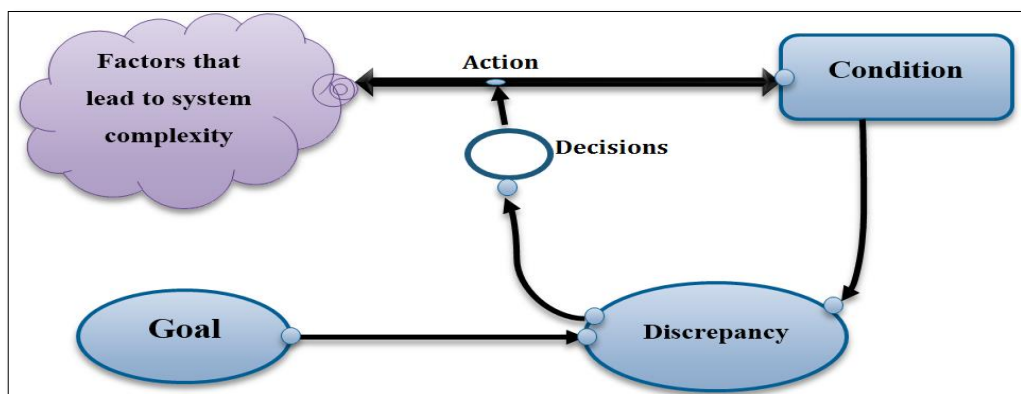 Factors that
lead to system
complexity
Action
Condition
Decisions
Goal
Discrepancy